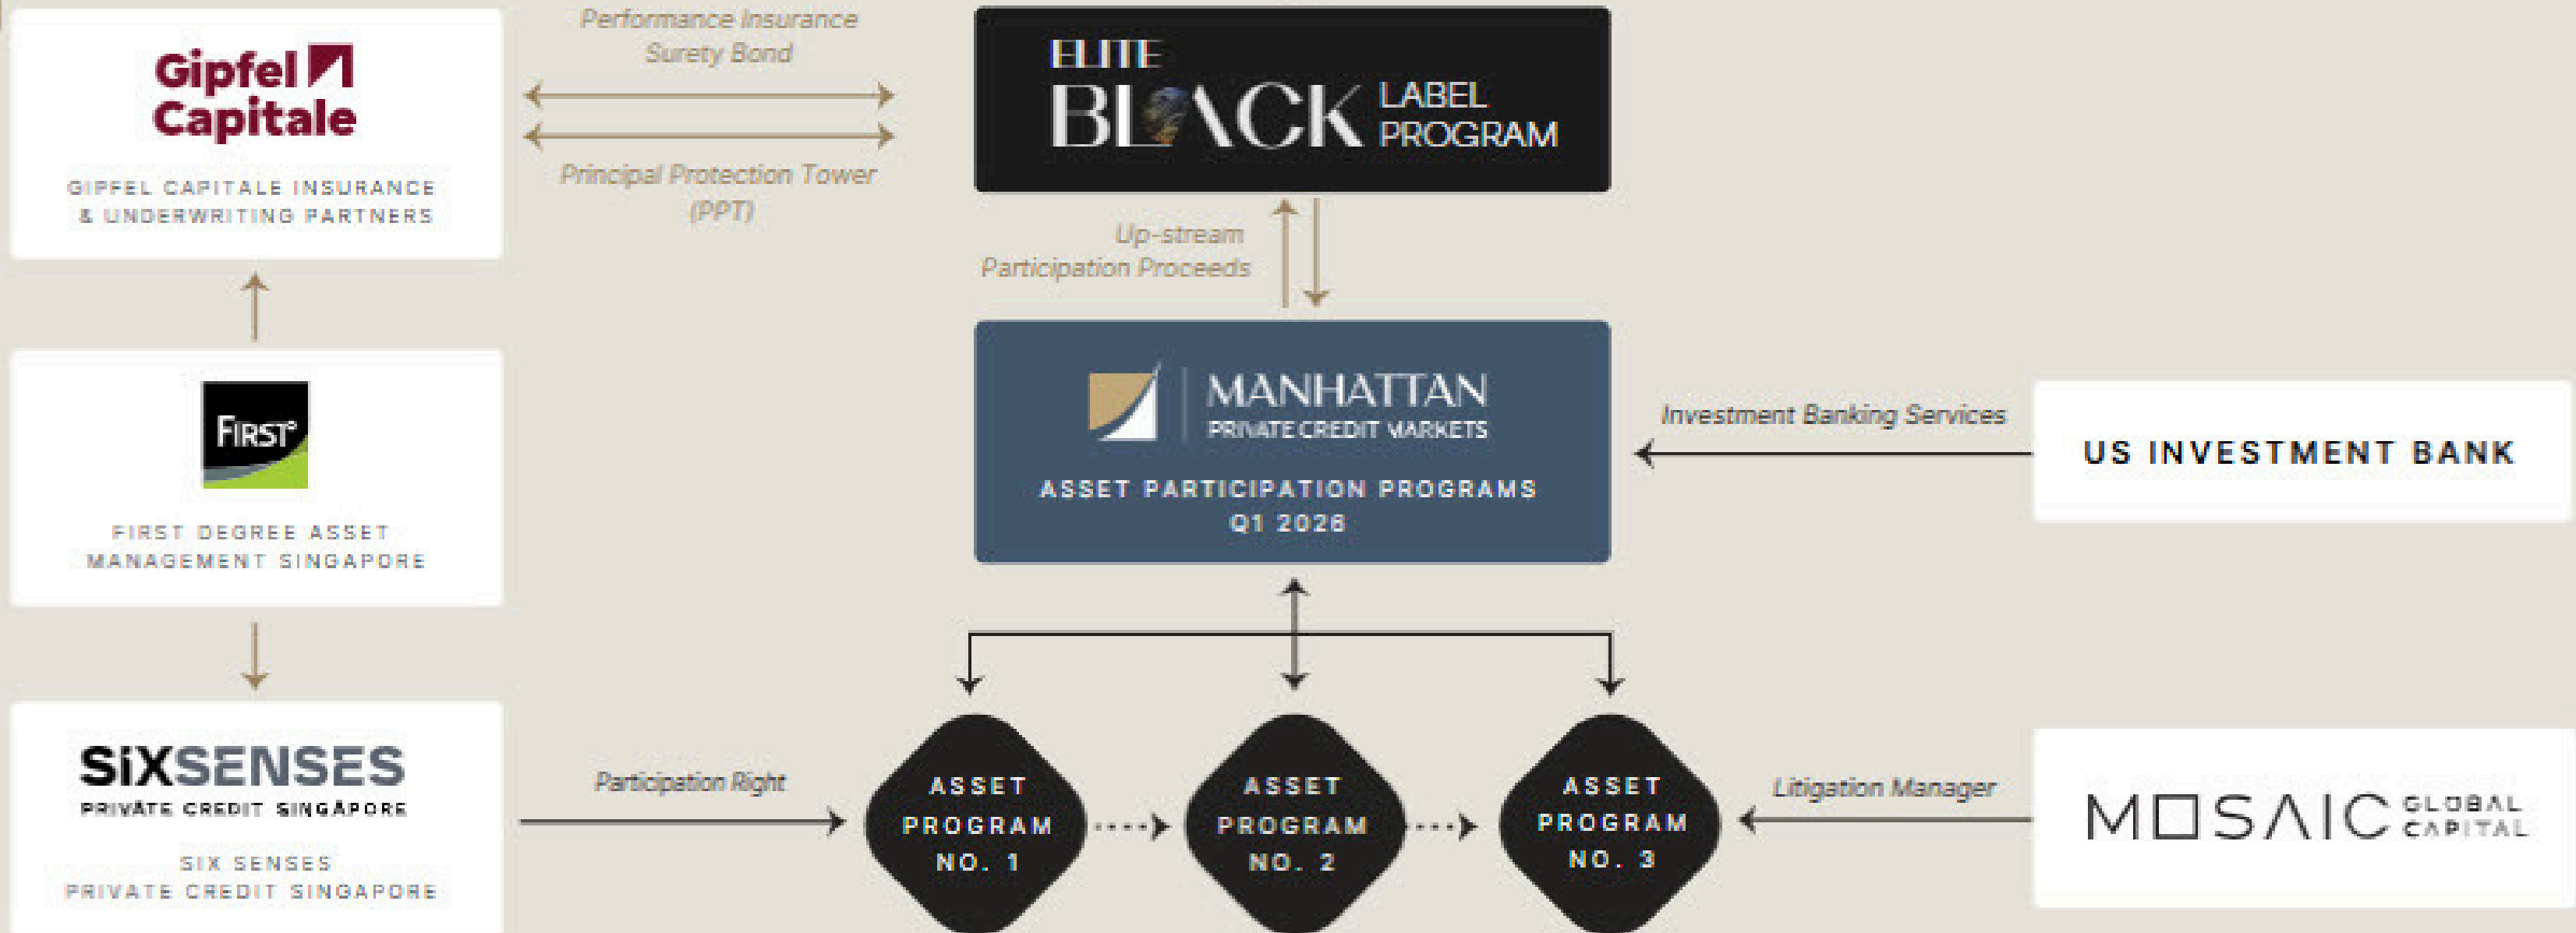 Gipfel
Capitale
GIPFEL CAPITALE INSURANCE
& UNDERWRITING PARTNERS
Performance Insurance
Surety Bond
Principal Protection Tower
(PPT)
ELITE
BLACK LABEL
PROGRAM
Up-stream
Participation Proceeds
FIRST
FIRST DEGREE ASSET
MANAGEMENT SINGAPORE
MANHATTAN
PRIVATE CREDIT MARKETS
ASSET PARTICIPATION PROGRAMS
Q1 2026
Investment Banking Services
US INVESTMENT BANK
SiXSENSES
PRIVATE CREDIT SINGAPORE
SIX SENSES
PRIVATE CREDIT SINGAPORE
Participation Right
ASSET
PROGRAM
NO. 1
ASSET
PROGRAM
NO. 2
ASSET
PROGRAM
NO. 3
Litigation Manager
MOSAIC GLOBAL
CAPITAL